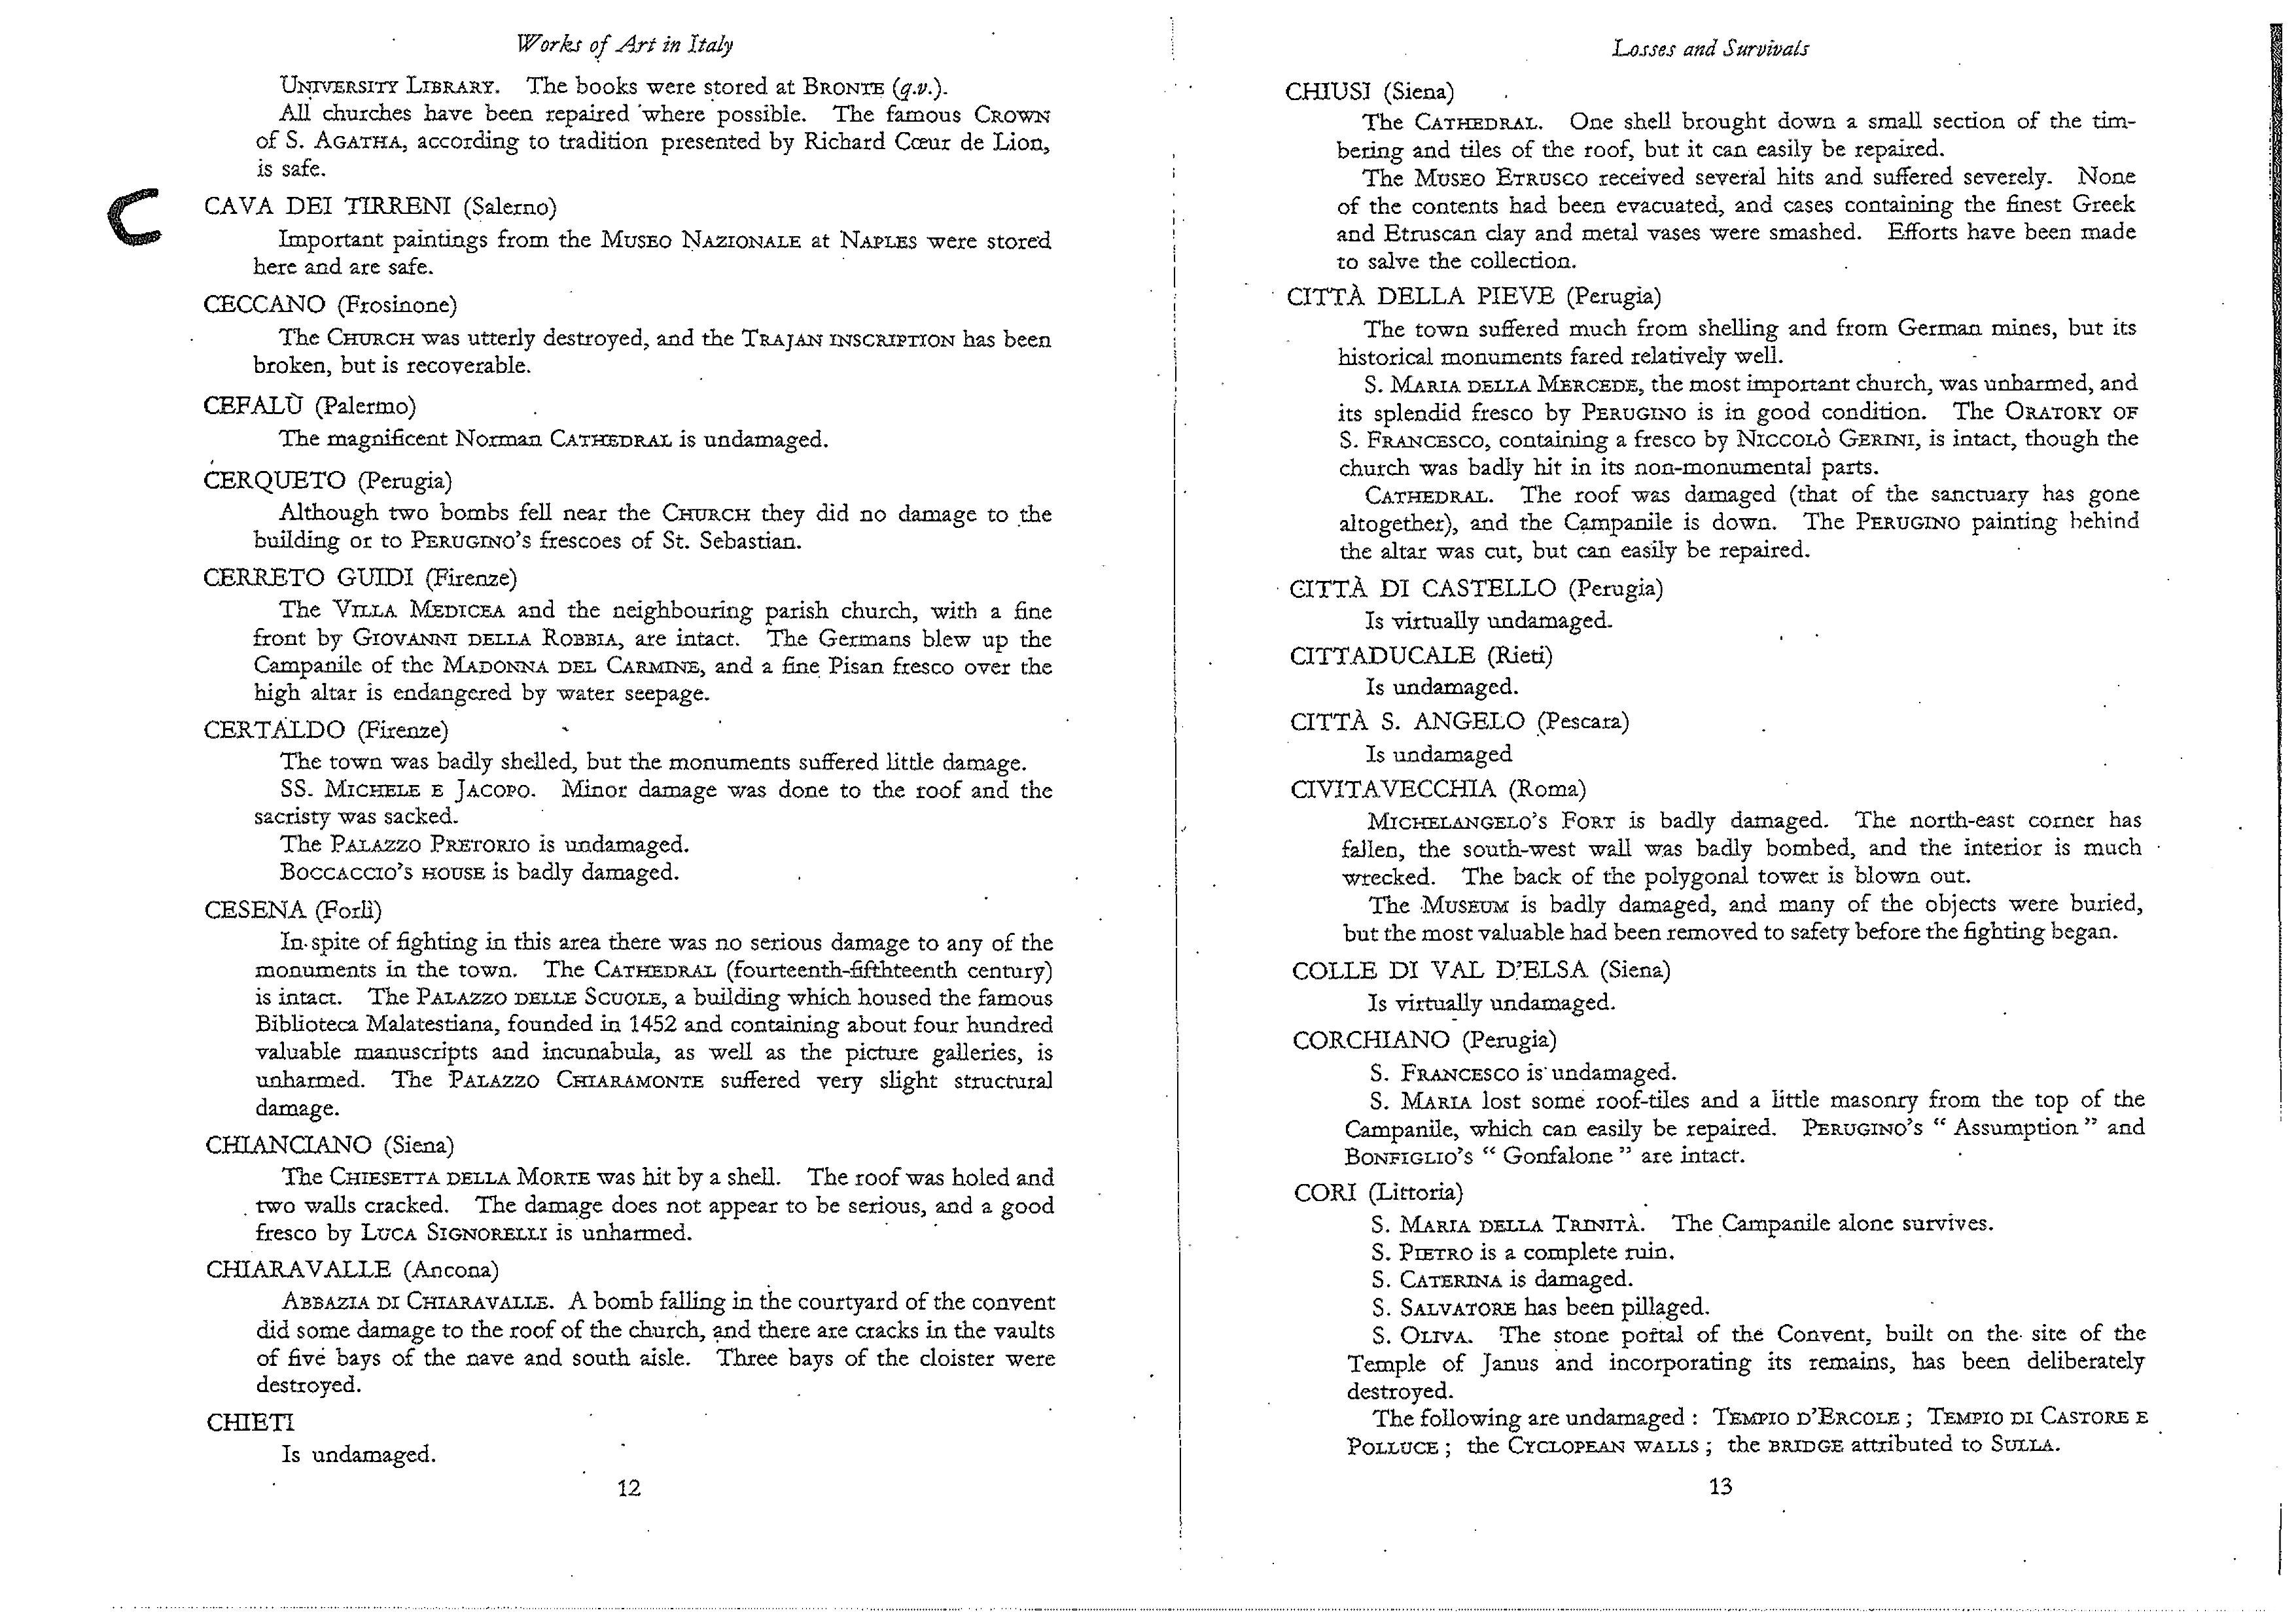 Works of Art in Italy
UNIVERSITY LIBRARY. The books were stored at BRONTE (q.v.).
All churches have been repaired where possible. The famous CROWN
of S. AGATHA, according to tradition presented by Richard Cœur de Lion,
is safe.
C
CAVA DEI TIRRENI (Salerno)
Important paintings from the MUSEO NAZIONALE at NAPLES were stored
here and are safe.
CECCANO (Frosinone)
The CHURCH was utterly destroyed, and the TRAJAN INSCRIPTION has been
broken, but is recoverable.
CEFALÙ (Palermo)
The magnificent Norman CATHEDRAL is undamaged.
CERQUETO (Perugia)
Although two bombs fell near the CHURCH they did no damage to the
building or to PERUGINO'S frescoes of St. Sebastian.
CERRETO GUIDI (Firenze)
The VILLA MEDICEA and the neighbouring parish church, with a fine
front by GIOVANNI DELLA ROBBIA, are intact. The Germans blew up the
Campanile of the MADONNA DEL CARMINE, and a fine Pisan fresco over the
high altar is endangered by water seepage.
CERTALDO (Firenze)
The town was badly shelled, but the monuments suffered little damage.
SS. MICHELE E JACOPO. Minor damage was done to the roof and the
sacristy was sacked.
The PALAZZO PRETORIO is undamaged.
BOCCACCIO'S HOUSE is badly damaged.
CESENA (Forlì)
In spite of fighting in this area there was no serious damage to any of the
monuments in the town. The CATHEDRAL (fourteenth-fifthteenth century)
is intact. The PALAZZO DELLE SCUOLE, a building which housed the famous
Biblioteca Malatestiana, founded in 1452 and containing about four hundred
valuable manuscripts and incunabula, as well as the picture galleries, is
unharmed. The PALAZZO CHIARAMONTE suffered very slight structural
damage.
CHIANCIANO (Siena)
The CHIESETTA DELLA MORTE was hit by a shell. The roof was holed and
two walls cracked. The damage does not appear to be serious, and a good
fresco by LUCA SIGNORELLI is unharmed.
CHIARAVALLE (Ancona)
ABBAZIA DI CHIARAVALLE. A bomb falling in the courtyard of the convent
did some damage to the roof of the church, and there are cracks in the vaults
of five bays of the nave and south aisle. Three bays of the cloister were
destroyed.
CHIETI
Is undamaged.
12
Losses and Survivals
CHIUSI (Siena)
The CATHEDRAL. One shell brought down a small section of the tim-
bering and tiles of the roof, but it can easily be repaired.
The MUSEO ETRUSCO received several hits and suffered severely. None
of the contents had been evacuated, and cases containing the finest Greek
and Etruscan clay and metal vases were smashed. Efforts have been made
to salve the collection.
CITTÀ DELLA PIEVE (Perugia)
The town suffered much from shelling and from German mines, but its
historical monuments fared relatively well.
S. MARIA DELLA MERCEDE, the most important church, was unharmed, and
its splendid fresco by PERUGINO is in good condition. The ORATORY OF
S. FRANCESCO, containing a fresco by NICCOLÒ GERINI, is intact, though the
church was badly hit in its non-monumental parts.
CATHEDRAL. The roof was damaged (that of the sanctuary has gone
altogether), and the Campanile is down. The PERUGINO painting behind
the altar was cut, but can easily be repaired.
CITTÀ DI CASTELLO (Perugia)
Is virtually undamaged.
CITTADUCALE (Rieti)
Is undamaged.
CITTÀ S. ANGELO (Pescara)
Is undamaged
CIVITAVECCHIA (Roma)
MICHELANGELO'S FORT is badly damaged. The north-east corner has
fallen, the south-west wall was badly bombed, and the interior is much
wrecked. The back of the polygonal tower is blown out.
The MUSEUM is badly damaged, and many of the objects were buried,
but the most valuable had been removed to safety before the fighting began.
COLLE DI VAL D'ELSA (Siena)
Is virtually undamaged.
CORCHIANO (Perugia)
S. FRANCESCO is undamaged.
S. MARIA lost some roof-tiles and a little masonry from the top of the
Campanile, which can easily be repaired. PERUGINO'S “ Assumption ” and
BONFIGLIO'S “ Gonfalone ” are intact.
CORI (Littoria)
S. MARIA DELLA TRINITÀ. The Campanile alone survives.
S. PIETRO is a complete ruin.
S. CATERINA is damaged.
S. SALVATORE has been pillaged.
S. OLIVA. The stone portal of the Convent, built on the site of the
Temple of Janus and incorporating its remains, has been deliberately
destroyed.
The following are undamaged : TEMPIO D'ERCOLE ; TEMPIO DI CASTORE E
POLLUCE ; the CYCLOPEAN WALLS ; the BRIDGE attributed to SULLA.
13